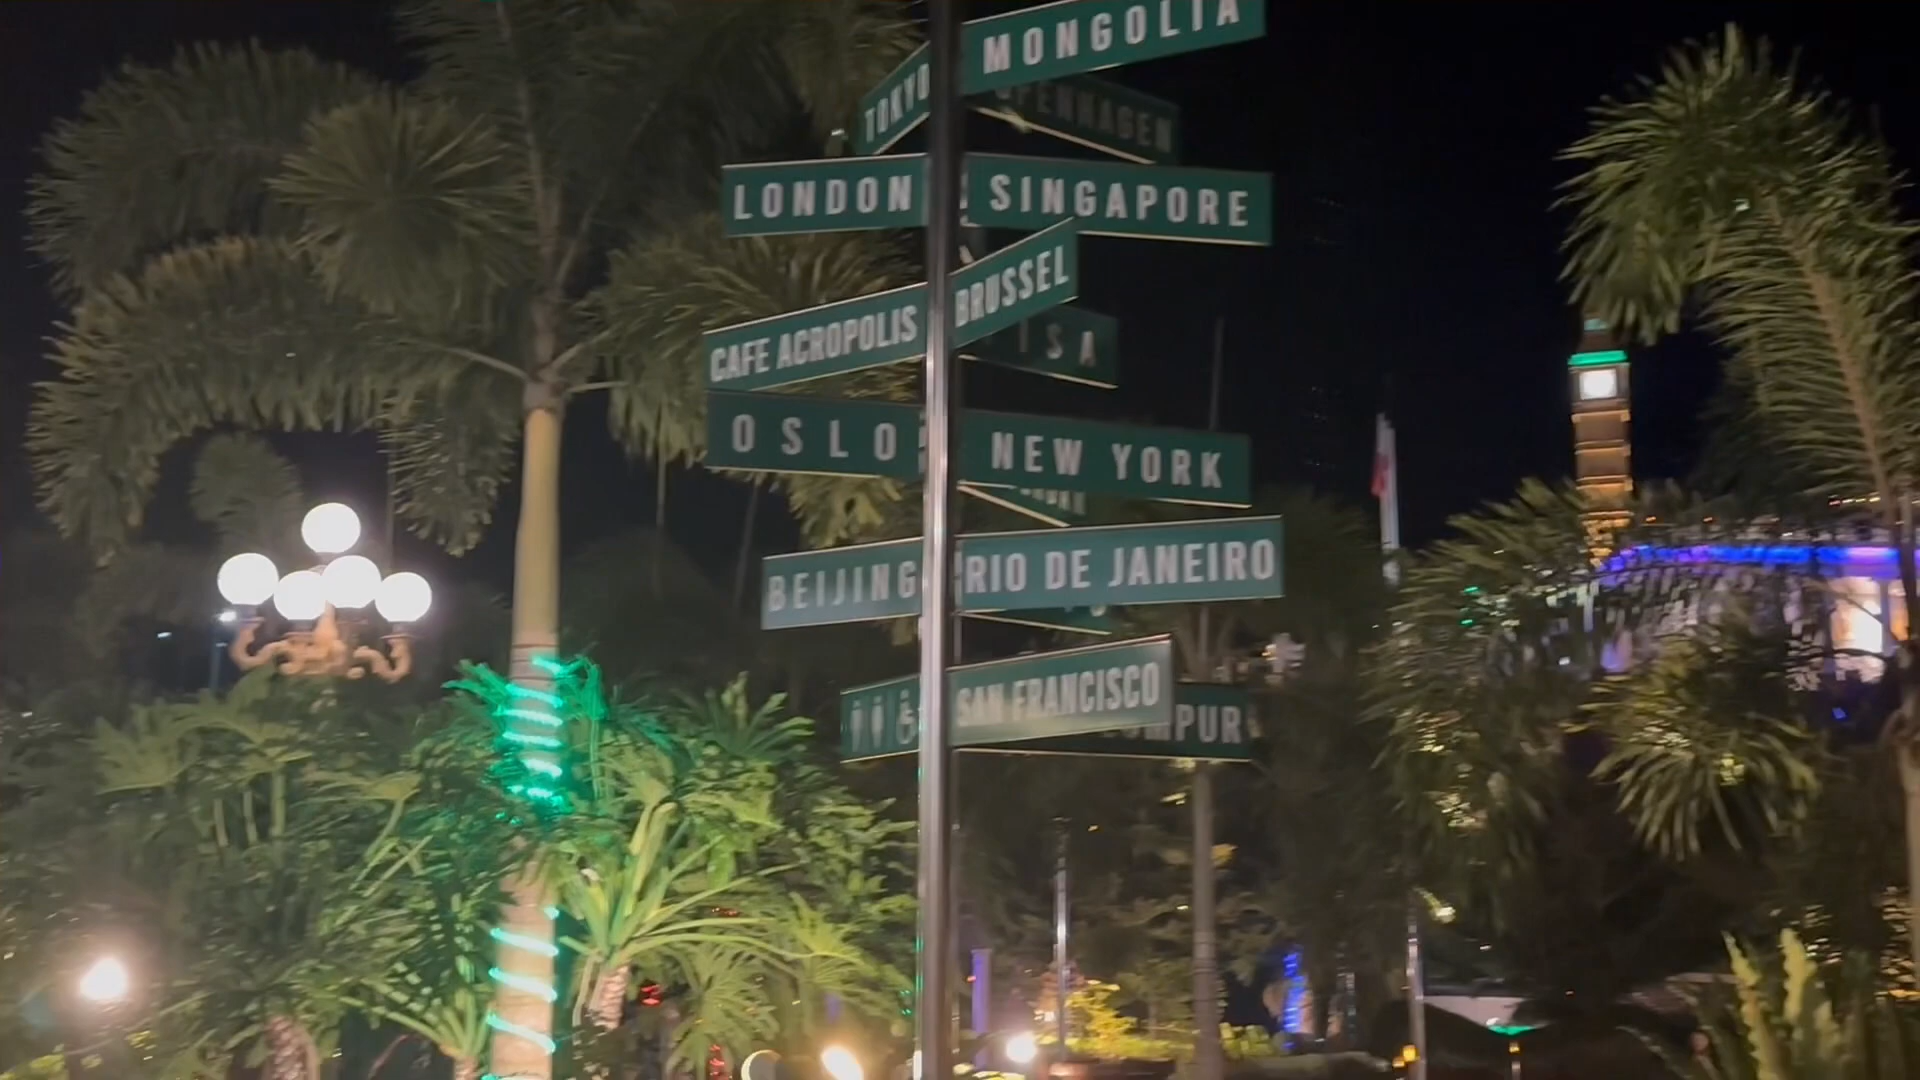 MONGOLIA
TOKYO
LONDON
SINGAPORE
BRUSSEL
CAFE ACROPOLIS
OSLO
NEW YORK
BEIJING
RIO DE JANEIRO
SAN FRANCISCO